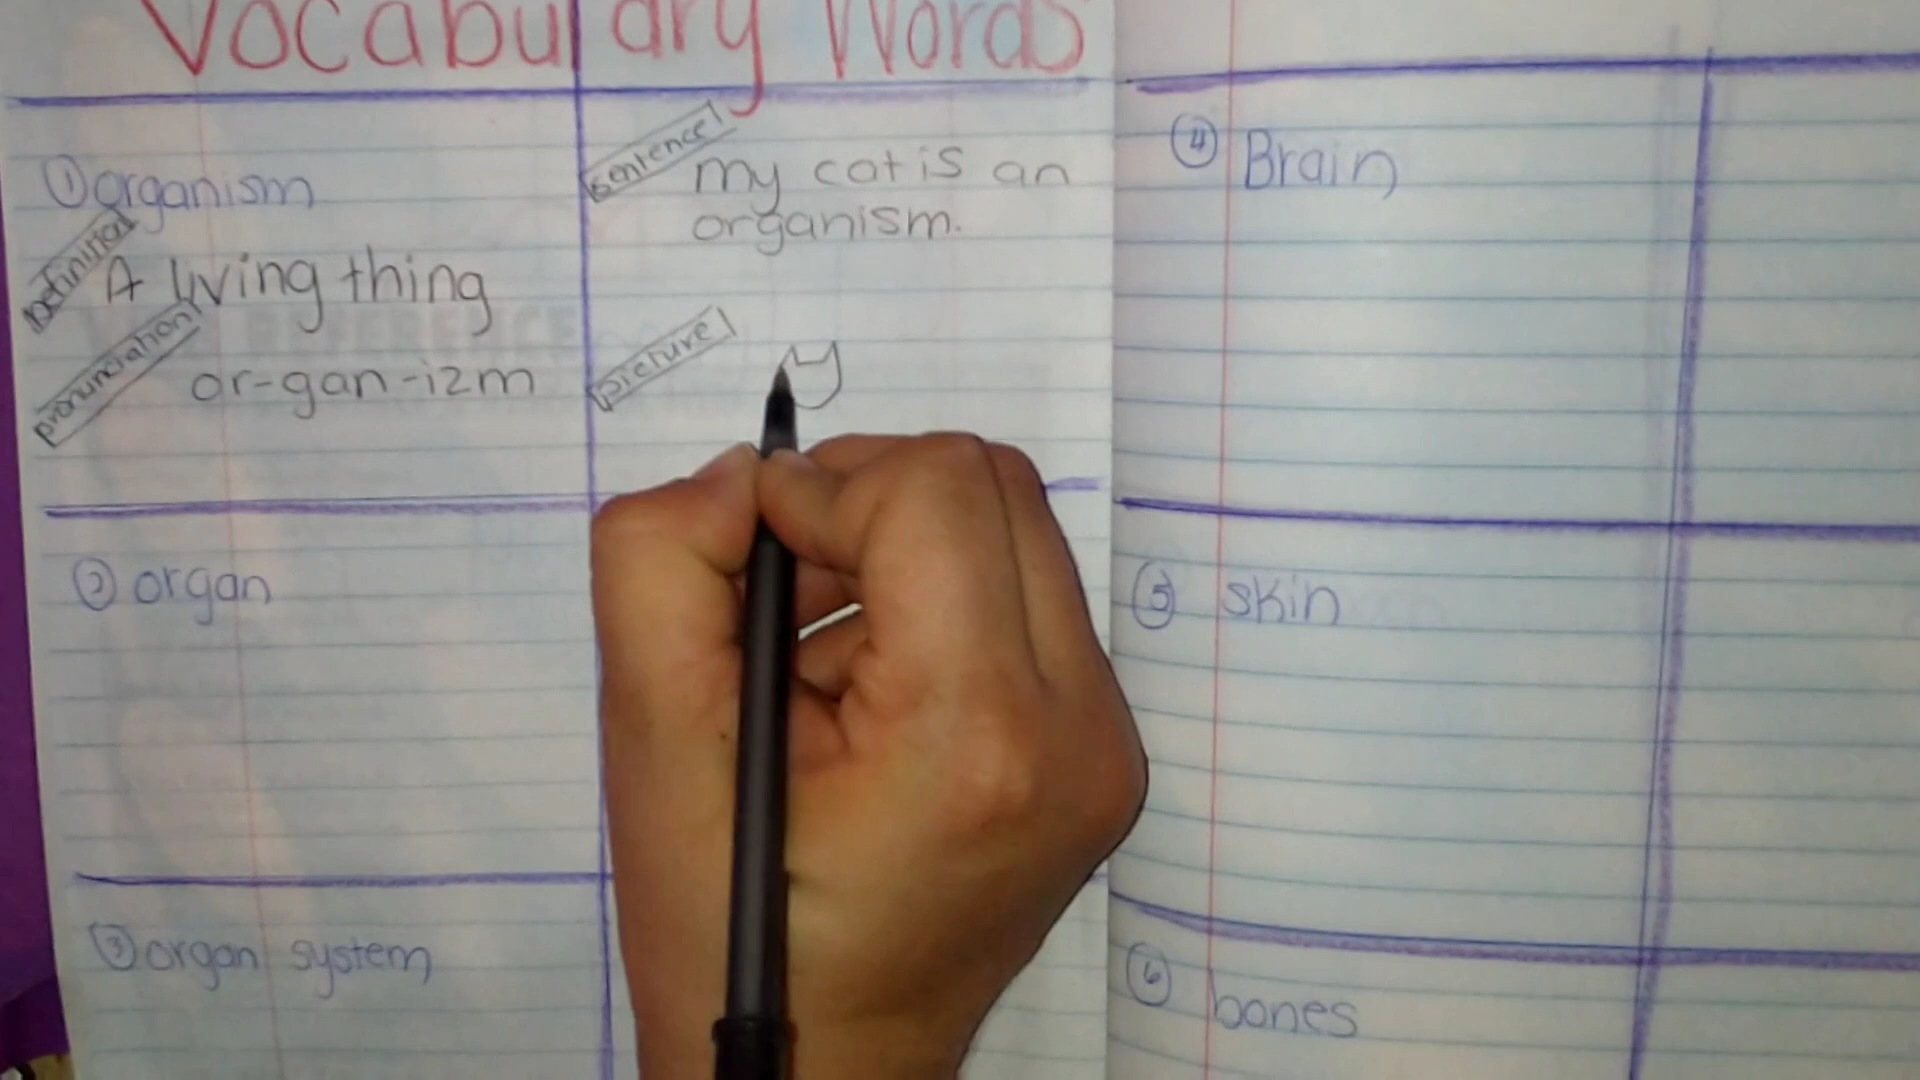 Vocabulary Words
① organism
Definition
A living thing
pronunciation
or-gan-izm
sentence
my cat is an
organism.
picture
② organ
③ organ system
④ Brain
⑤ skin
⑥ bones